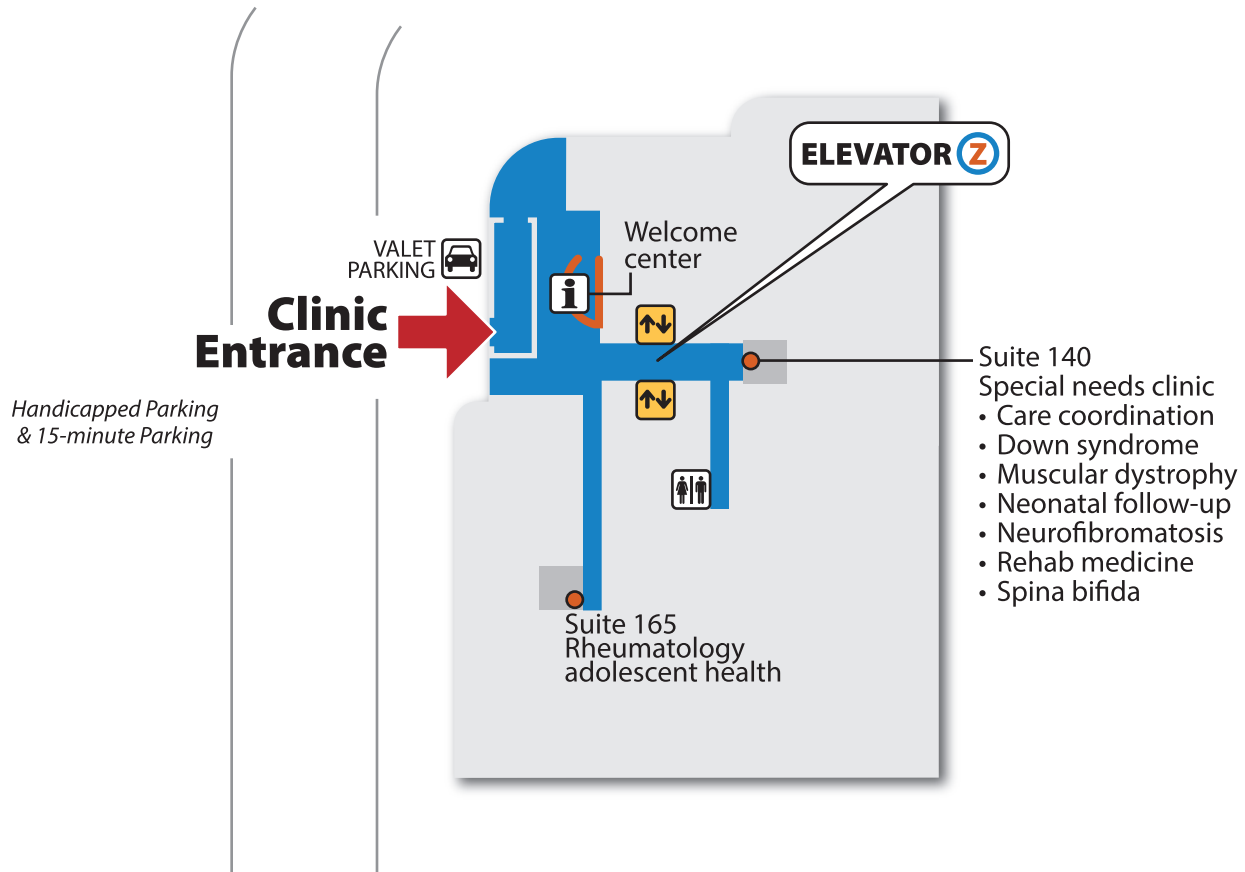 ELEVATOR Z
Welcome
center
VALET
PARKING
i
Clinic
Entrance
Handicapped Parking
& 15-minute Parking
Suite 140
Special needs clinic
• Care coordination
• Down syndrome
• Muscular dystrophy
• Neonatal follow-up
• Neurofibromatosis
• Rehab medicine
• Spina bifida
Suite 165
Rheumatology
adolescent health